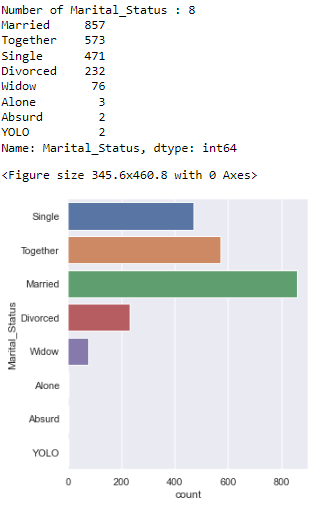 Number of Marital_Status : 8
Married 857
Together 573
Single 471
Divorced 232
Widow 76
Alone 3
Absurd 2
YOLO 2
Name: Marital_Status, dtype: int64
<Figure size 345.6x460.8 with 0 Axes>
Single
Together
Married
Divorced
Widow
Alone
Absurd
YOLO
Marital_Status
0 200 400 600 800
count